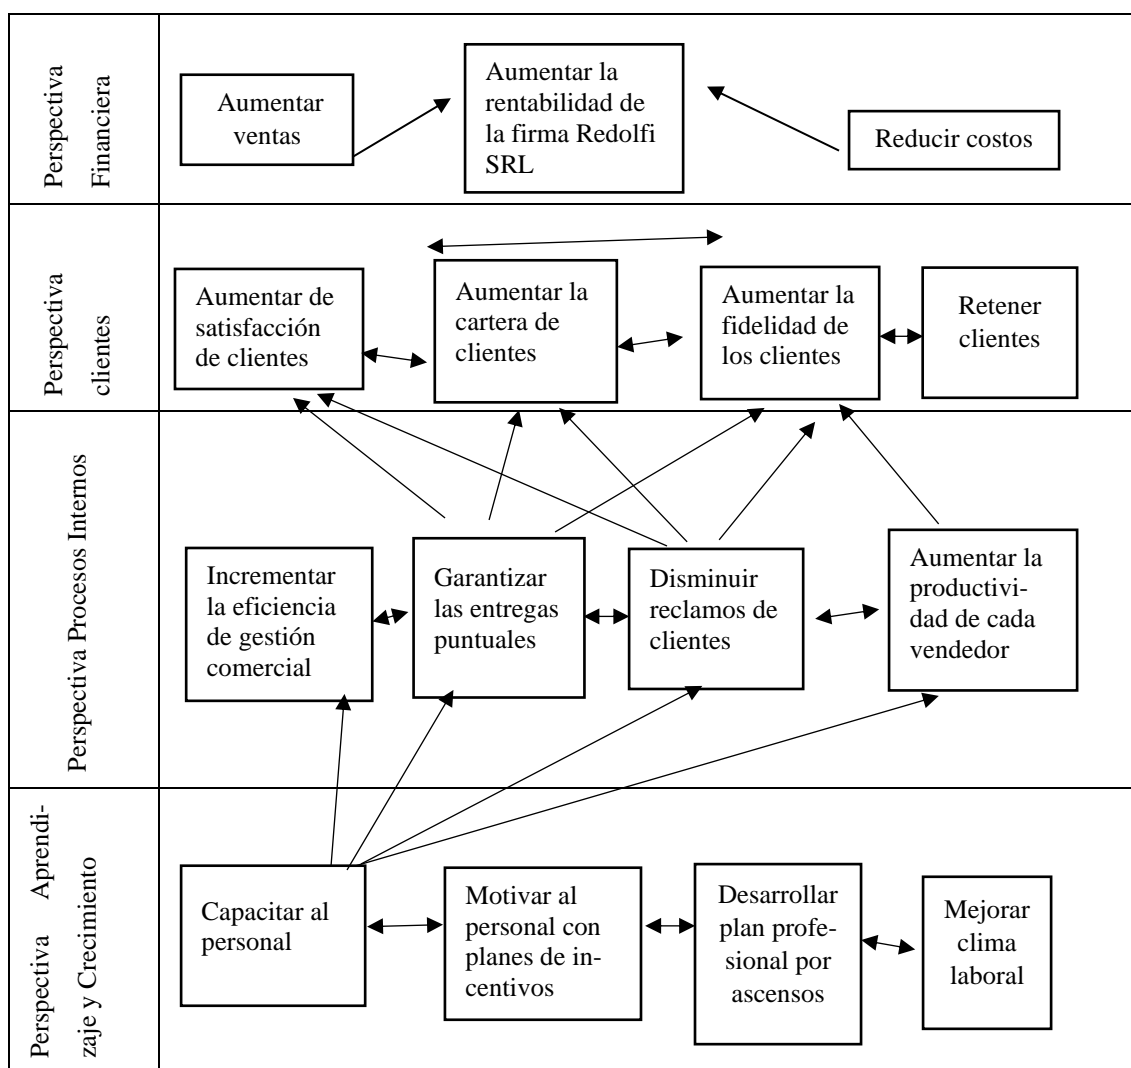 Perspectiva
Financiera
Aumentar
ventas
Aumentar la
rentabilidad de
la firma Redolfi
SRL
Reducir costos
Perspectiva
clientes
Aumentar de
satisfacción
de clientes
Aumentar la
cartera de
clientes
Aumentar la
fidelidad de
los clientes
Retener
clientes
Perspectiva Procesos Internos
Incrementar
la eficiencia
de gestión
comercial
Garantizar
las entregas
puntuales
Disminuir
reclamos de
clientes
Aumentar la
productivi-
dad de cada
vendedor
Perspectiva Aprendi-
zaje y Crecimiento
Capacitar al
personal
Motivar al
personal con
planes de in-
centivos
Desarrollar
plan profe-
sional por
ascensos
Mejorar
clima
laboral